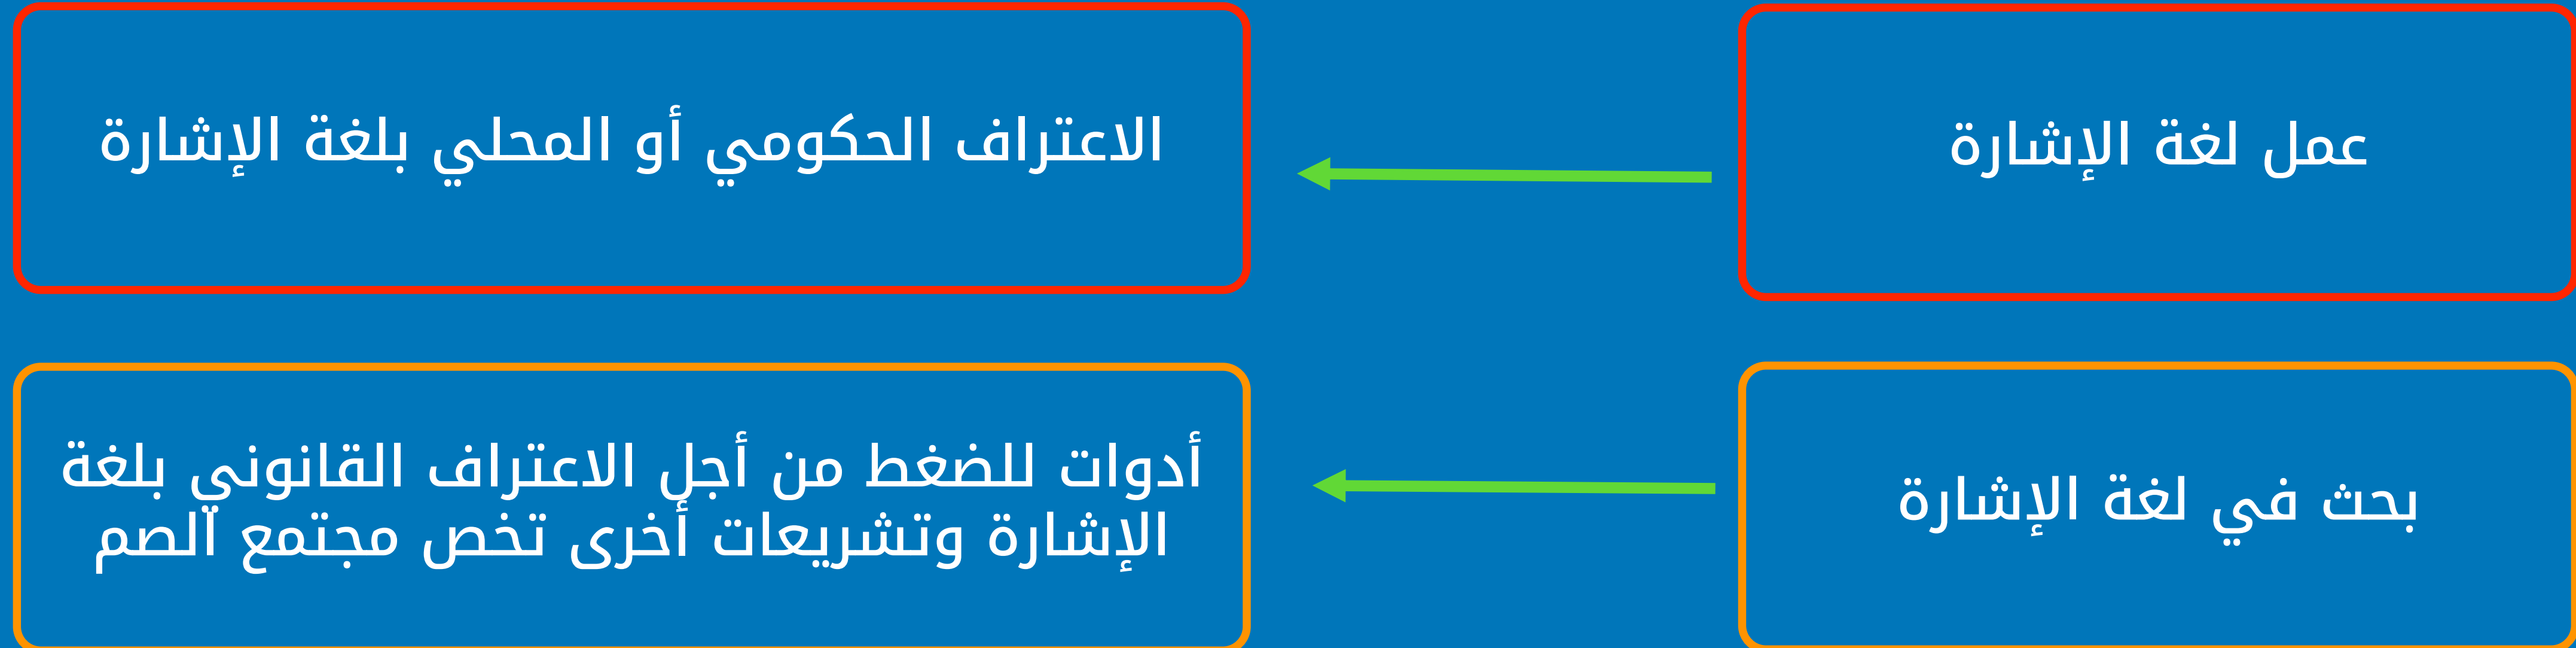 عمل لغة الإشارة
الاعتراف الحكومي أو المحلي بلغة الإشارة
بحث في لغة الإشارة
أدوات للضغط من أجل الاعتراف القانوني بلغة
الإشارة وتشريعات أخرى تخص مجتمع الصم